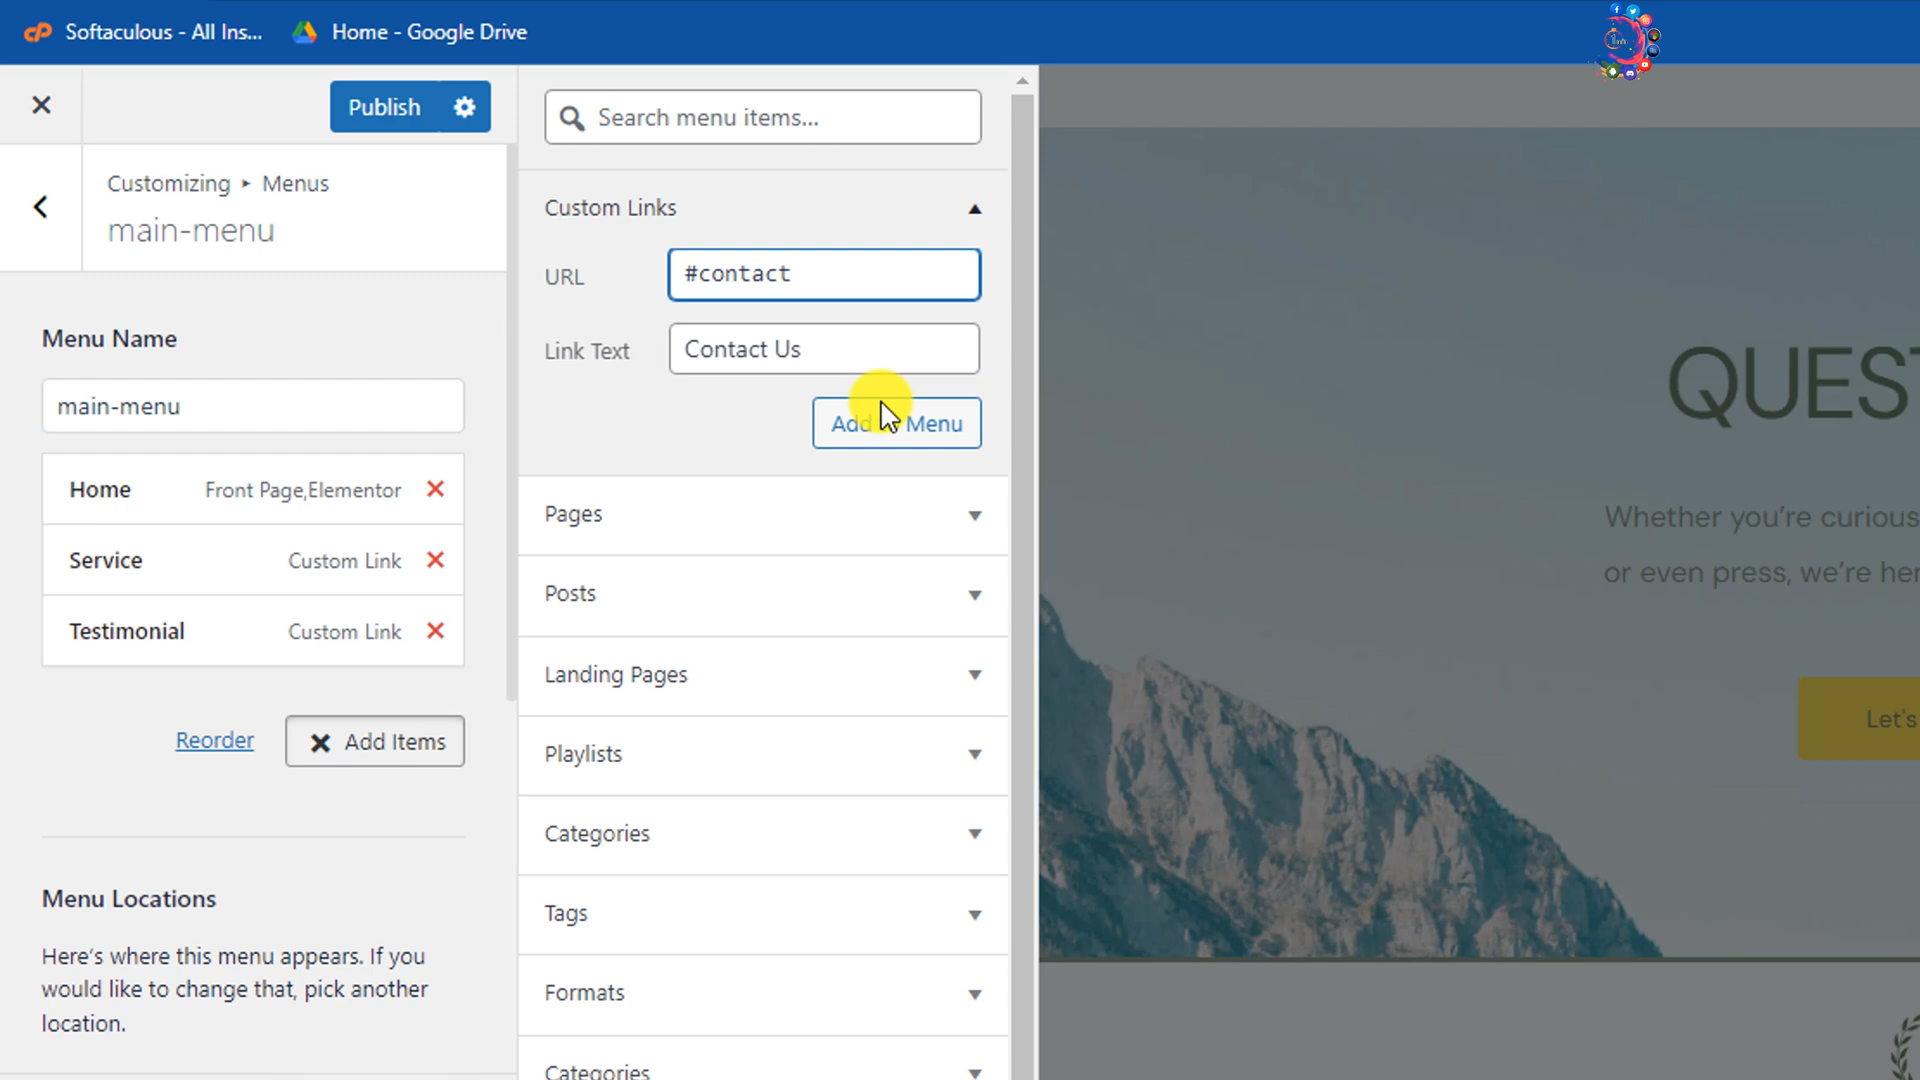 Softaculous - All Ins...
Home - Google Drive
Publish
Customizing ▸ Menus
main-menu
Menu Name
main-menu
Home Front Page,Elementor
Service Custom Link
Testimonial Custom Link
Reorder
Add Items
Menu Locations
Here's where this menu appears. If you
would like to change that, pick another
location.
Search menu items...
Custom Links
URL #contact
Link Text Contact Us
Add Menu
Pages
Posts
Landing Pages
Playlists
Categories
Tags
Formats
Categories
QUEST
Whether you're curious
or even press, we're her
Let's